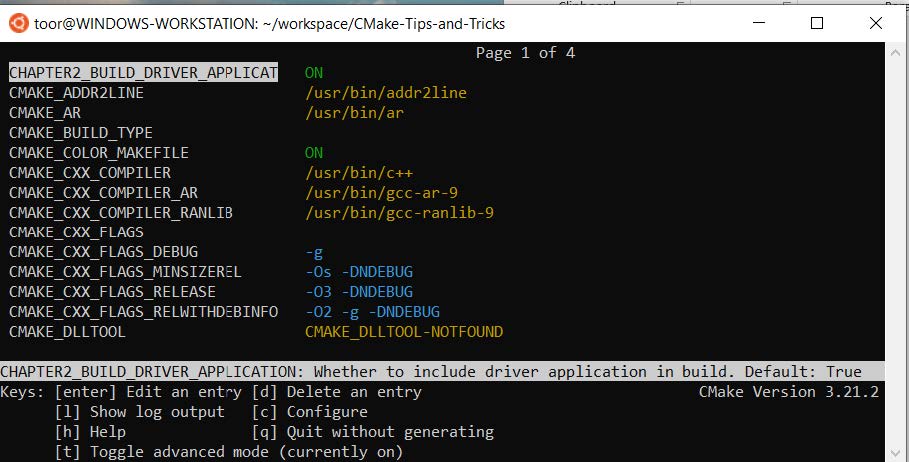 toor@WINDOWS-WORKSTATION: ~/workspace/CMake-Tips-and-Tricks
Page 1 of 4
CHAPTER2_BUILD_DRIVER_APPLICAT ON
CMAKE_ADDR2LINE /usr/bin/addr2line
CMAKE_AR /usr/bin/ar
CMAKE_BUILD_TYPE
CMAKE_COLOR_MAKEFILE ON
CMAKE_CXX_COMPILER /usr/bin/c++
CMAKE_CXX_COMPILER_AR /usr/bin/gcc-ar-9
CMAKE_CXX_COMPILER_RANLIB /usr/bin/gcc-ranlib-9
CMAKE_CXX_FLAGS
CMAKE_CXX_FLAGS_DEBUG -g
CMAKE_CXX_FLAGS_MINSIZEREL -Os -DNDEBUG
CMAKE_CXX_FLAGS_RELEASE -O3 -DNDEBUG
CMAKE_CXX_FLAGS_RELWITHDEBINFO -O2 -g -DNDEBUG
CMAKE_DLLTOOL CMAKE_DLLTOOL-NOTFOUND
CHAPTER2_BUILD_DRIVER_APPLICATION: Whether to include driver application in build. Default: True
Keys: [enter] Edit an entry [d] Delete an entry CMake Version 3.21.2
[l] Show log output [c] Configure
[h] Help [q] Quit without generating
[t] Toggle advanced mode (currently on)